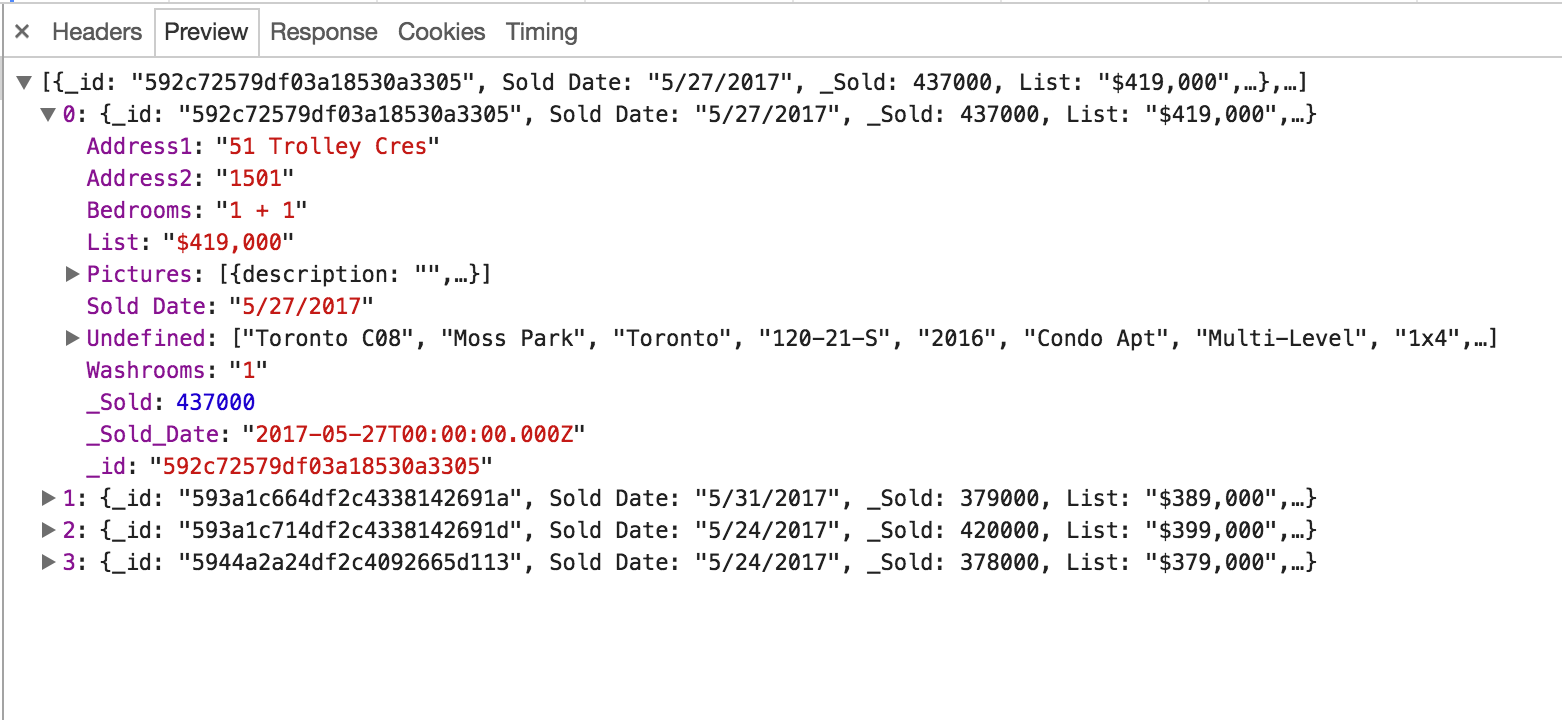 × Headers Preview Response Cookies Timing
▼ [{_id: "592c72579df03a18530a3305", Sold Date: "5/27/2017", _Sold: 437000, List: "$419,000",…},…]
▼ 0: {_id: "592c72579df03a18530a3305", Sold Date: "5/27/2017", _Sold: 437000, List: "$419,000",…}
Address1: "51 Trolley Cres"
Address2: "1501"
Bedrooms: "1 + 1"
List: "$419,000"
▶ Pictures: [{description: "",…}]
Sold Date: "5/27/2017"
▶ Undefined: ["Toronto C08", "Moss Park", "Toronto", "120-21-S", "2016", "Condo Apt", "Multi-Level", "1x4",…]
Washrooms: "1"
_Sold: 437000
_Sold_Date: "2017-05-27T00:00:00.000Z"
_id: "592c72579df03a18530a3305"
▶ 1: {_id: "593a1c664df2c4338142691a", Sold Date: "5/31/2017", _Sold: 379000, List: "$389,000",…}
▶ 2: {_id: "593a1c714df2c4338142691d", Sold Date: "5/24/2017", _Sold: 420000, List: "$399,000",…}
▶ 3: {_id: "5944a2a24df2c4092665d113", Sold Date: "5/24/2017", _Sold: 378000, List: "$379,000",…}